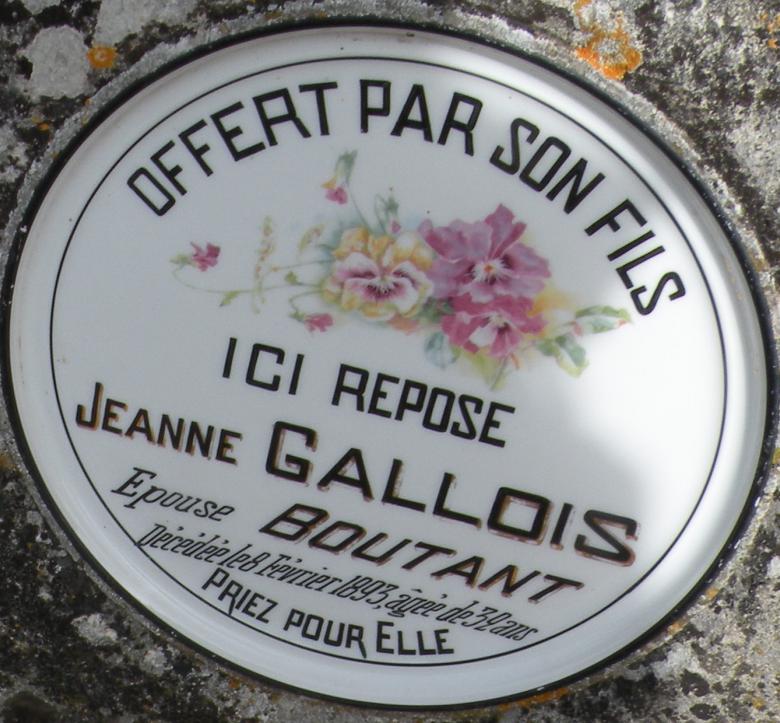 OFFERT PAR SON FILS
ICI REPOSE
JEANNE GALLOIS
Epouse BOUTANT
Décédée le 8 Février 1893, âgée de 32 ans
PRIEZ POUR ELLE